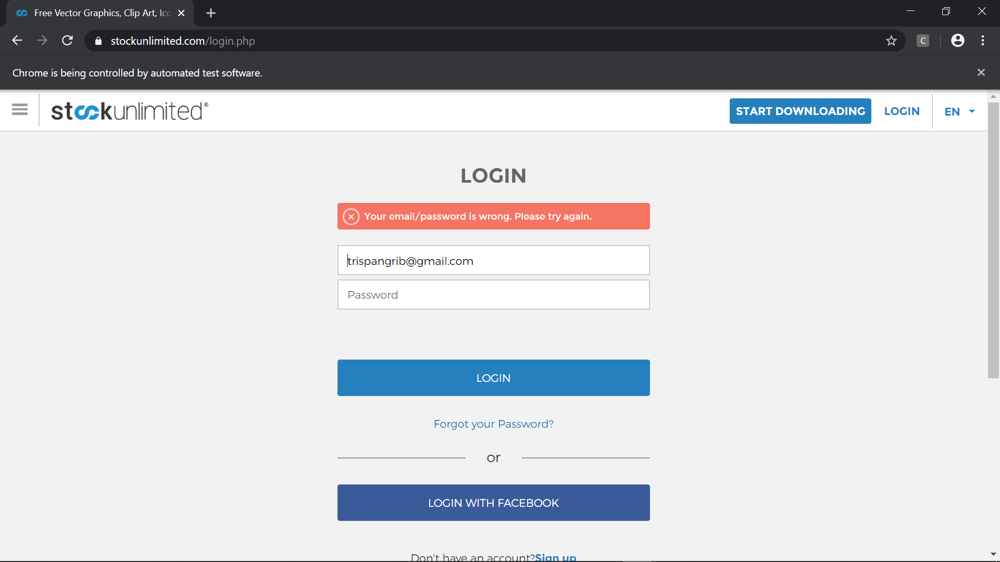 Free Vector Graphics, Clip Art, Ico
stockunlimited.com/login.php
C
Chrome is being controlled by automated test software.
stockunlimited®
START DOWNLOADING
LOGIN
EN
LOGIN
Your email/password is wrong. Please try again.
trispangrib@gmail.com
Password
LOGIN
Forgot your Password?
or
LOGIN WITH FACEBOOK
Don't have an account?Sign up